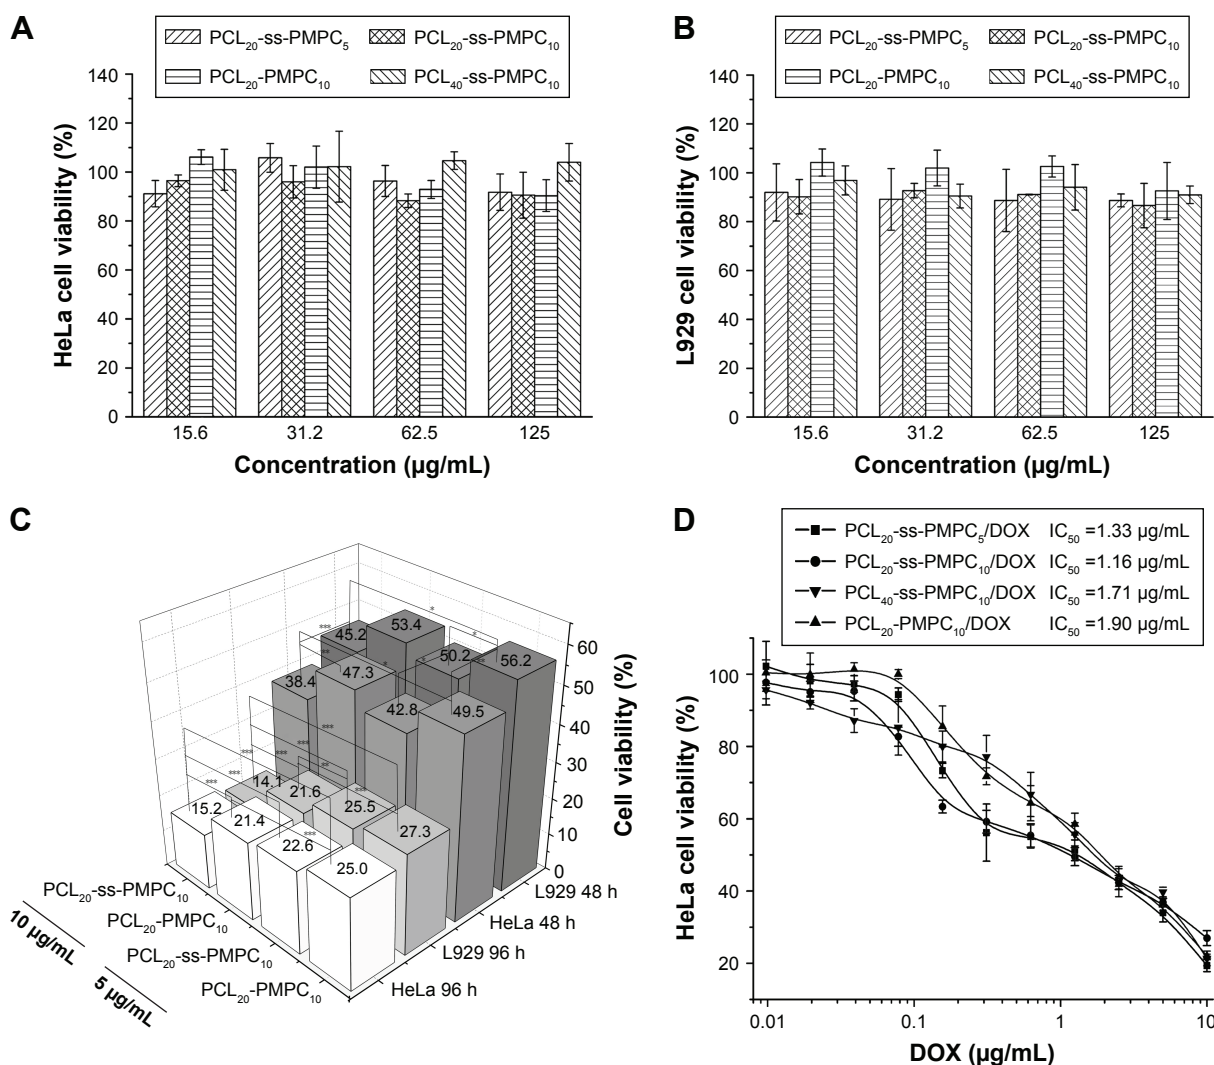 A
PCL20-ss-PMPC5 PCL20-ss-PMPC10
PCL20-PMPC10 PCL40-ss-PMPC10
HeLa cell viability (%)
140
120
100
80
60
40
20
0
15.6 31.2 62.5 125
Concentration (µg/mL)
B
PCL20-ss-PMPC5 PCL20-ss-PMPC10
PCL20-PMPC10 PCL40-ss-PMPC10
L929 cell viability (%)
140
120
100
80
60
40
20
0
15.6 31.2 62.5 125
Concentration (µg/mL)
C
45.2 53.4 50.2 56.2
38.4 47.3 42.8 49.5
14.1 21.6 25.5 27.3
15.2 21.4 22.6 25.0
* *** * ** * * ** *** *** *** *** *** *** ** *** *** ***
Cell viability (%)
60
50
40
30
20
10
0
PCL20-ss-PMPC10
PCL20-PMPC10
PCL20-ss-PMPC10
PCL20-PMPC10
10 µg/mL
5 µg/mL
L929 48 h
HeLa 48 h
L929 96 h
HeLa 96 h
D
PCL20-ss-PMPC5/DOX IC50 =1.33 µg/mL
PCL20-ss-PMPC10/DOX IC50 =1.16 µg/mL
PCL40-ss-PMPC10/DOX IC50 =1.71 µg/mL
PCL20-PMPC10/DOX IC50 =1.90 µg/mL
HeLa cell viability (%)
100
80
60
40
20
0.01 0.1 1 10
DOX (µg/mL)